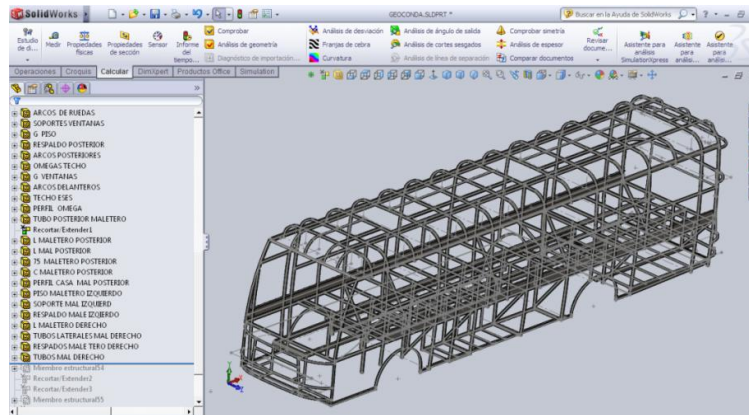 SolidWorks
GEOCONDA.SLDPRT *
Buscar en la Ayuda de SolidWorks
Estudio de di...
Medir
Propiedades físicas
Propiedades de sección
Sensor
Informe del tiempo...
Comprobar
Análisis de geometría
Diagnóstico de importación...
Análisis de desviación
Franjas de cebra
Curvatura
Análisis de ángulo de salida
Análisis de cortes sesgados
Análisis de línea de separación
Comprobar simetría
Análisis de espesor
Comparar documentos
Revisar docume...
Asistente para análisis SimulationXpress
Asistente para análisi...
Asistente para análisi...
Operaciones Croquis Calcular DimXpert Productos Office Simulation
ARCOS DE RUEDAS
SOPORTES VENTANAS
G PISO
RESPALDO POSTERIOR
ARCOS POSTERIORES
OMEGAS TECHO
G VENTANAS
ARCOS DELANTEROS
TECHO ESES
PERFIL OMEGA
TUBO POSTERIOR MALETERO
Recortar/Extender1
L MALETERO POSTERIOR
L MAL POSTERIOR
75 MALETERO POSTERIOR
C MALETERO POSTERIOR
PERFIL CASA MAL POSTERIOR
PISO MALETERO IZQUIERDO
SOPORTE MAL IZQUIERD
RESPALDO MALE IZQIERDO
L MALETERO DERECHO
TUBOS LATERALES MAL DERECHO
RESPADOS MALE TERO DERECHO
TUBOS MAL DERECHO
Miembro estructural54
Recortar/Extender2
Recortar/Extender3
Miembro estructural55